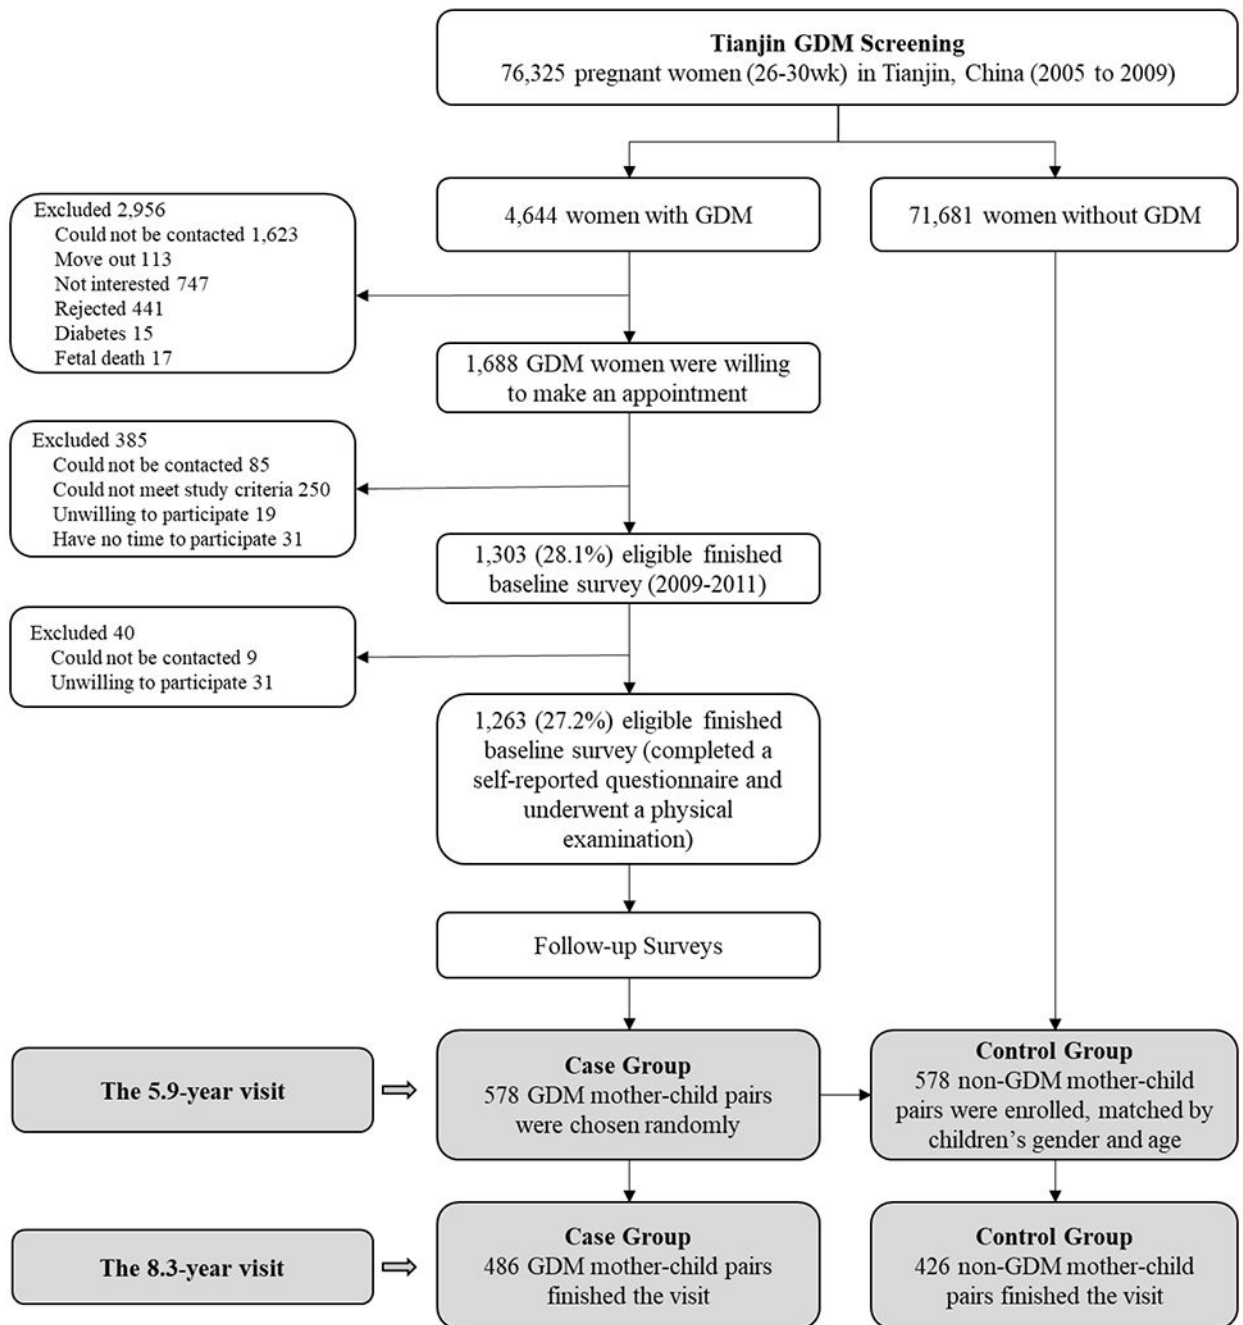 Tianjin GDM Screening
76,325 pregnant women (26-30wk) in Tianjin, China (2005 to 2009)
4,644 women with GDM
71,681 women without GDM
Excluded 2,956
Could not be contacted 1,623
Move out 113
Not interested 747
Rejected 441
Diabetes 15
Fetal death 17
1,688 GDM women were willing
to make an appointment
Excluded 385
Could not be contacted 85
Could not meet study criteria 250
Unwilling to participate 19
Have no time to participate 31
1,303 (28.1%) eligible finished
baseline survey (2009-2011)
Excluded 40
Could not be contacted 9
Unwilling to participate 31
1,263 (27.2%) eligible finished
baseline survey (completed a
self-reported questionnaire and
underwent a physical
examination)
Follow-up Surveys
The 5.9-year visit
Case Group
578 GDM mother-child pairs
were chosen randomly
Control Group
578 non-GDM mother-child
pairs were enrolled, matched by
children’s gender and age
The 8.3-year visit
Case Group
486 GDM mother-child pairs
finished the visit
Control Group
426 non-GDM mother-child
pairs finished the visit